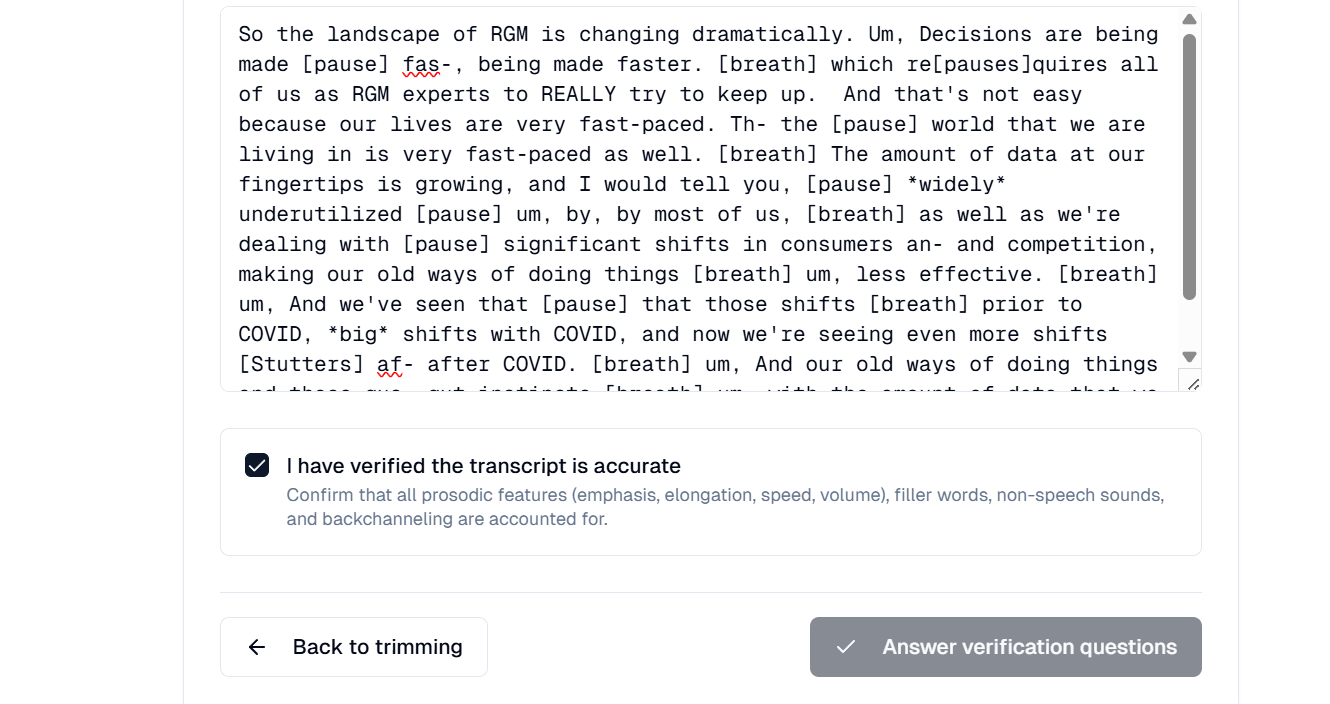 So the landscape of RGM is changing dramatically. Um, Decisions are being
made [pause] fas-, being made faster. [breath] which re[pauses]quires all
of us as RGM experts to REALLY try to keep up.  And that's not easy
because our lives are very fast-paced. Th- the [pause] world that we are
living in is very fast-paced as well. [breath] The amount of data at our
fingertips is growing, and I would tell you, [pause] *widely*
underutilized [pause] um, by, by most of us, [breath] as well as we're
dealing with [pause] significant shifts in consumers an- and competition,
making our old ways of doing things [breath] um, less effective. [breath]
um, And we've seen that [pause] that those shifts [breath] prior to
COVID, *big* shifts with COVID, and now we're seeing even more shifts
[Stutters] af- after COVID. [breath] um, And our old ways of doing things
I have verified the transcript is accurate
Confirm that all prosodic features (emphasis, elongation, speed, volume), filler words, non-speech sounds,
and backchanneling are accounted for.
Back to trimming
Answer verification questions